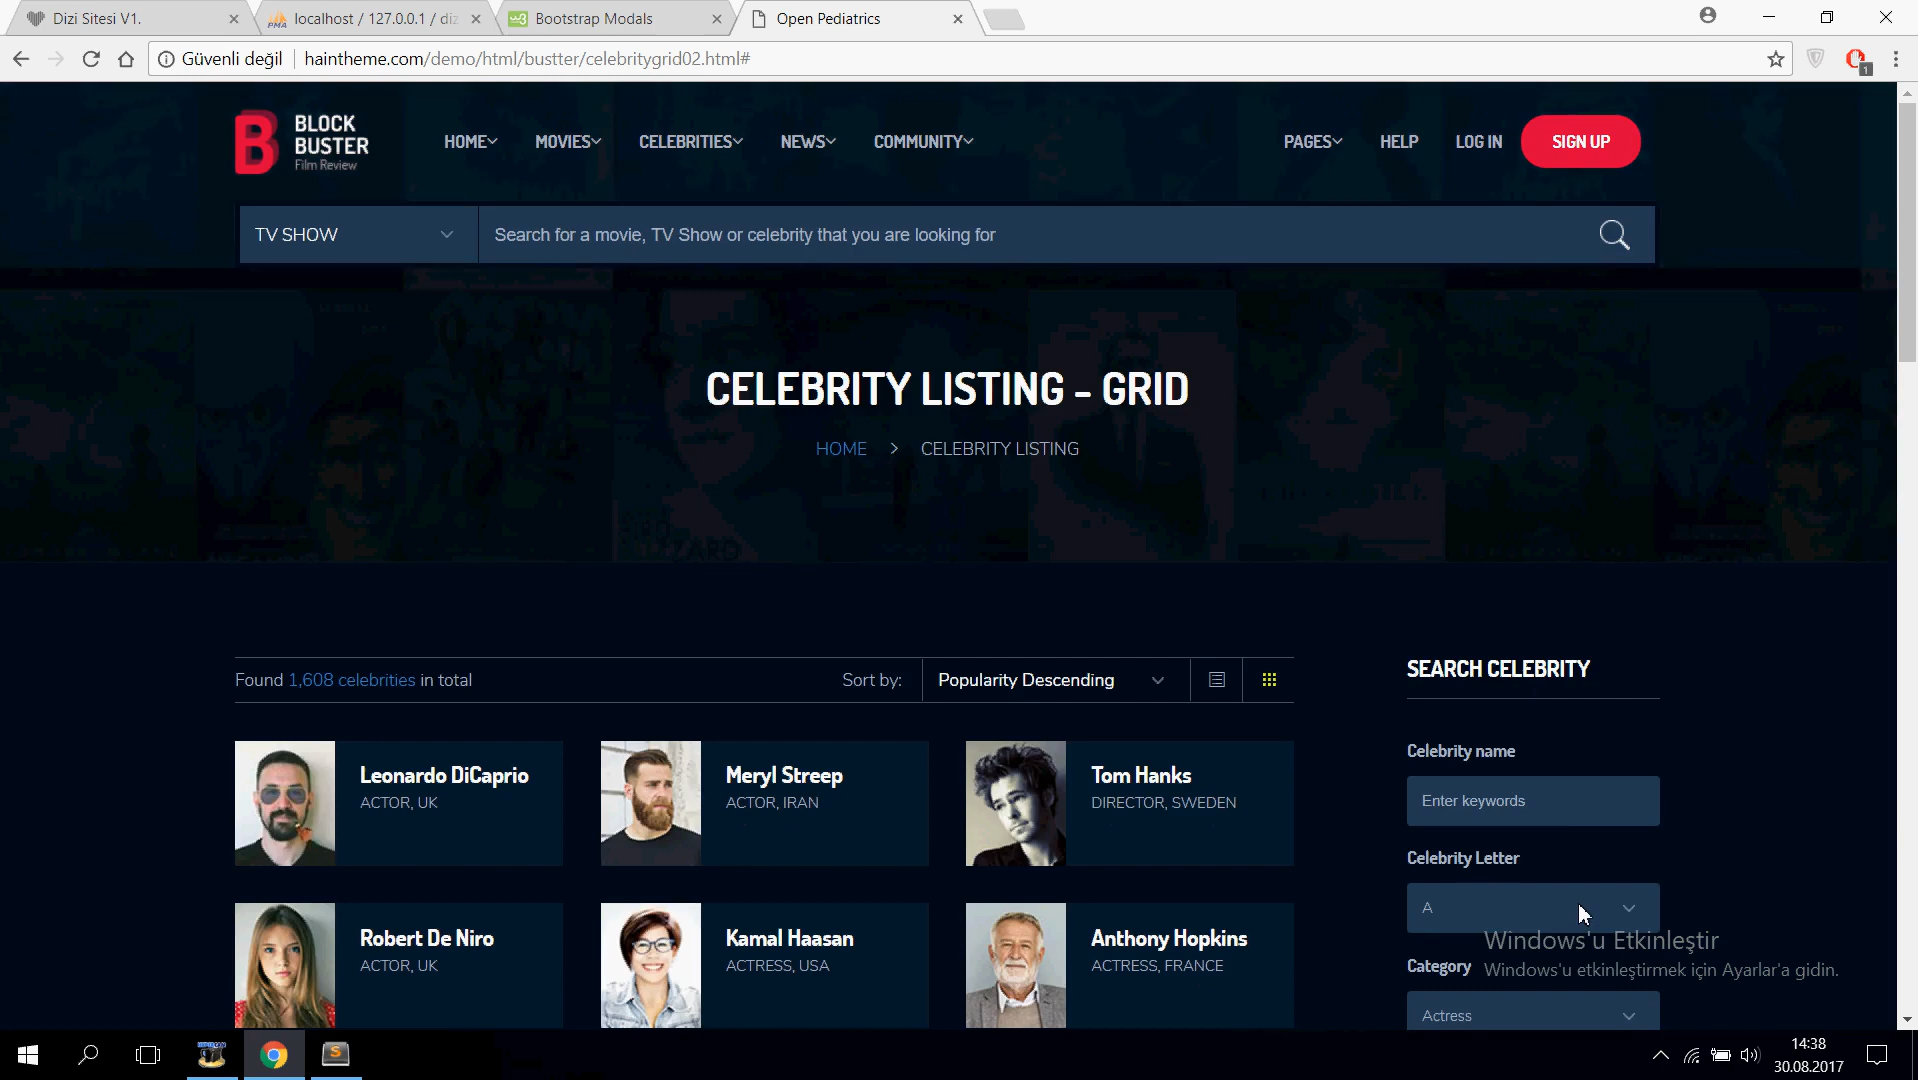 Dizi Sitesi V1.
localhost / 127.0.0.1 / diz
Bootstrap Modals
Open Pediatrics
Güvenli değil
haintheme.com/demo/html/bustter/celebritygrid02.html#
1
BLOCK
BUSTER
Film Review
HOME
MOVIES
CELEBRITIES
NEWS
COMMUNITY
PAGES
HELP
LOG IN
SIGN UP
TV SHOW
Search for a movie, TV Show or celebrity that you are looking for
CELEBRITY LISTING - GRID
HOME > CELEBRITY LISTING
Found 1,608 celebrities in total
Sort by:
Popularity Descending
Leonardo DiCaprio
ACTOR, UK
Meryl Streep
ACTOR, IRAN
Tom Hanks
DIRECTOR, SWEDEN
Robert De Niro
ACTOR, UK
Kamal Haasan
ACTRESS, USA
Anthony Hopkins
ACTRESS, FRANCE
SEARCH CELEBRITY
Celebrity name
Enter keywords
Celebrity Letter
A
Category
Actress
Windows'u Etkinleştir
Windows'u etkinleştirmek için Ayarlar'a gidin.
14:38
30.08.2017